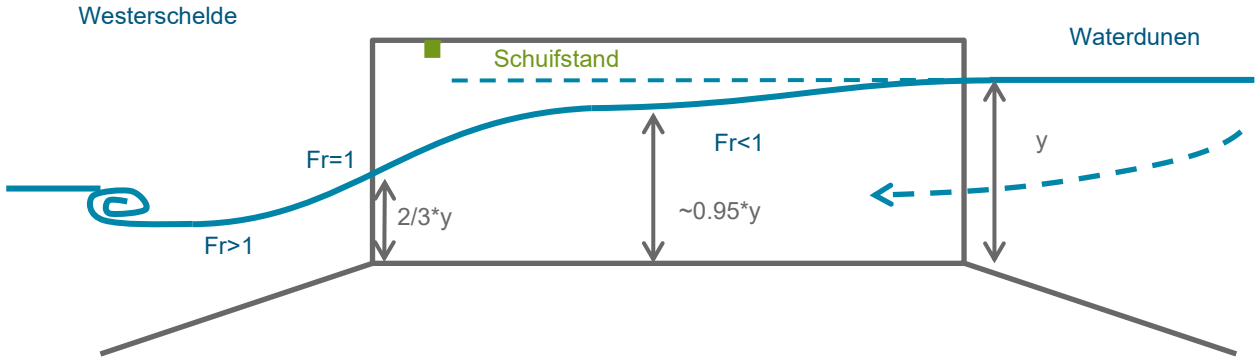 Westerschelde
Waterdunen
Schuifstand
Fr=1
Fr<1
y
2/3*y
~0.95*y
Fr>1